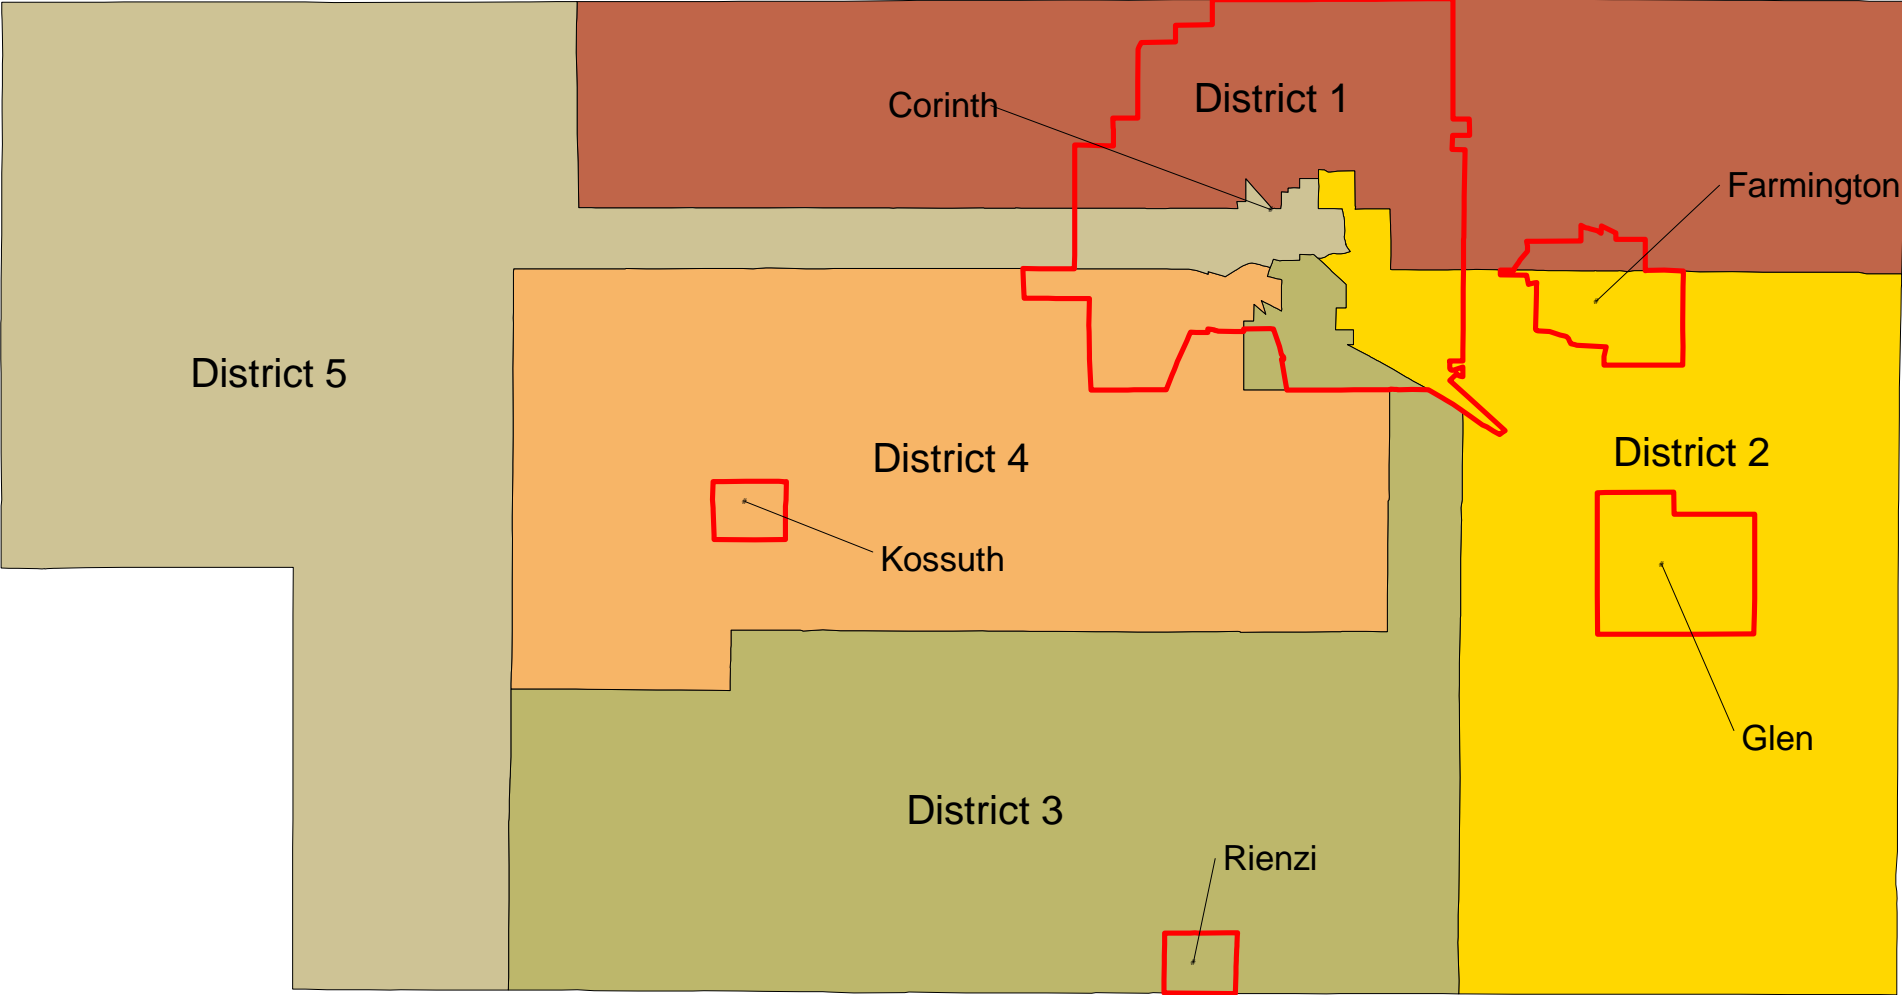 District 1
Corinth
Farmington
District 5
District 4
District 2
Kossuth
Glen
District 3
Rienzi